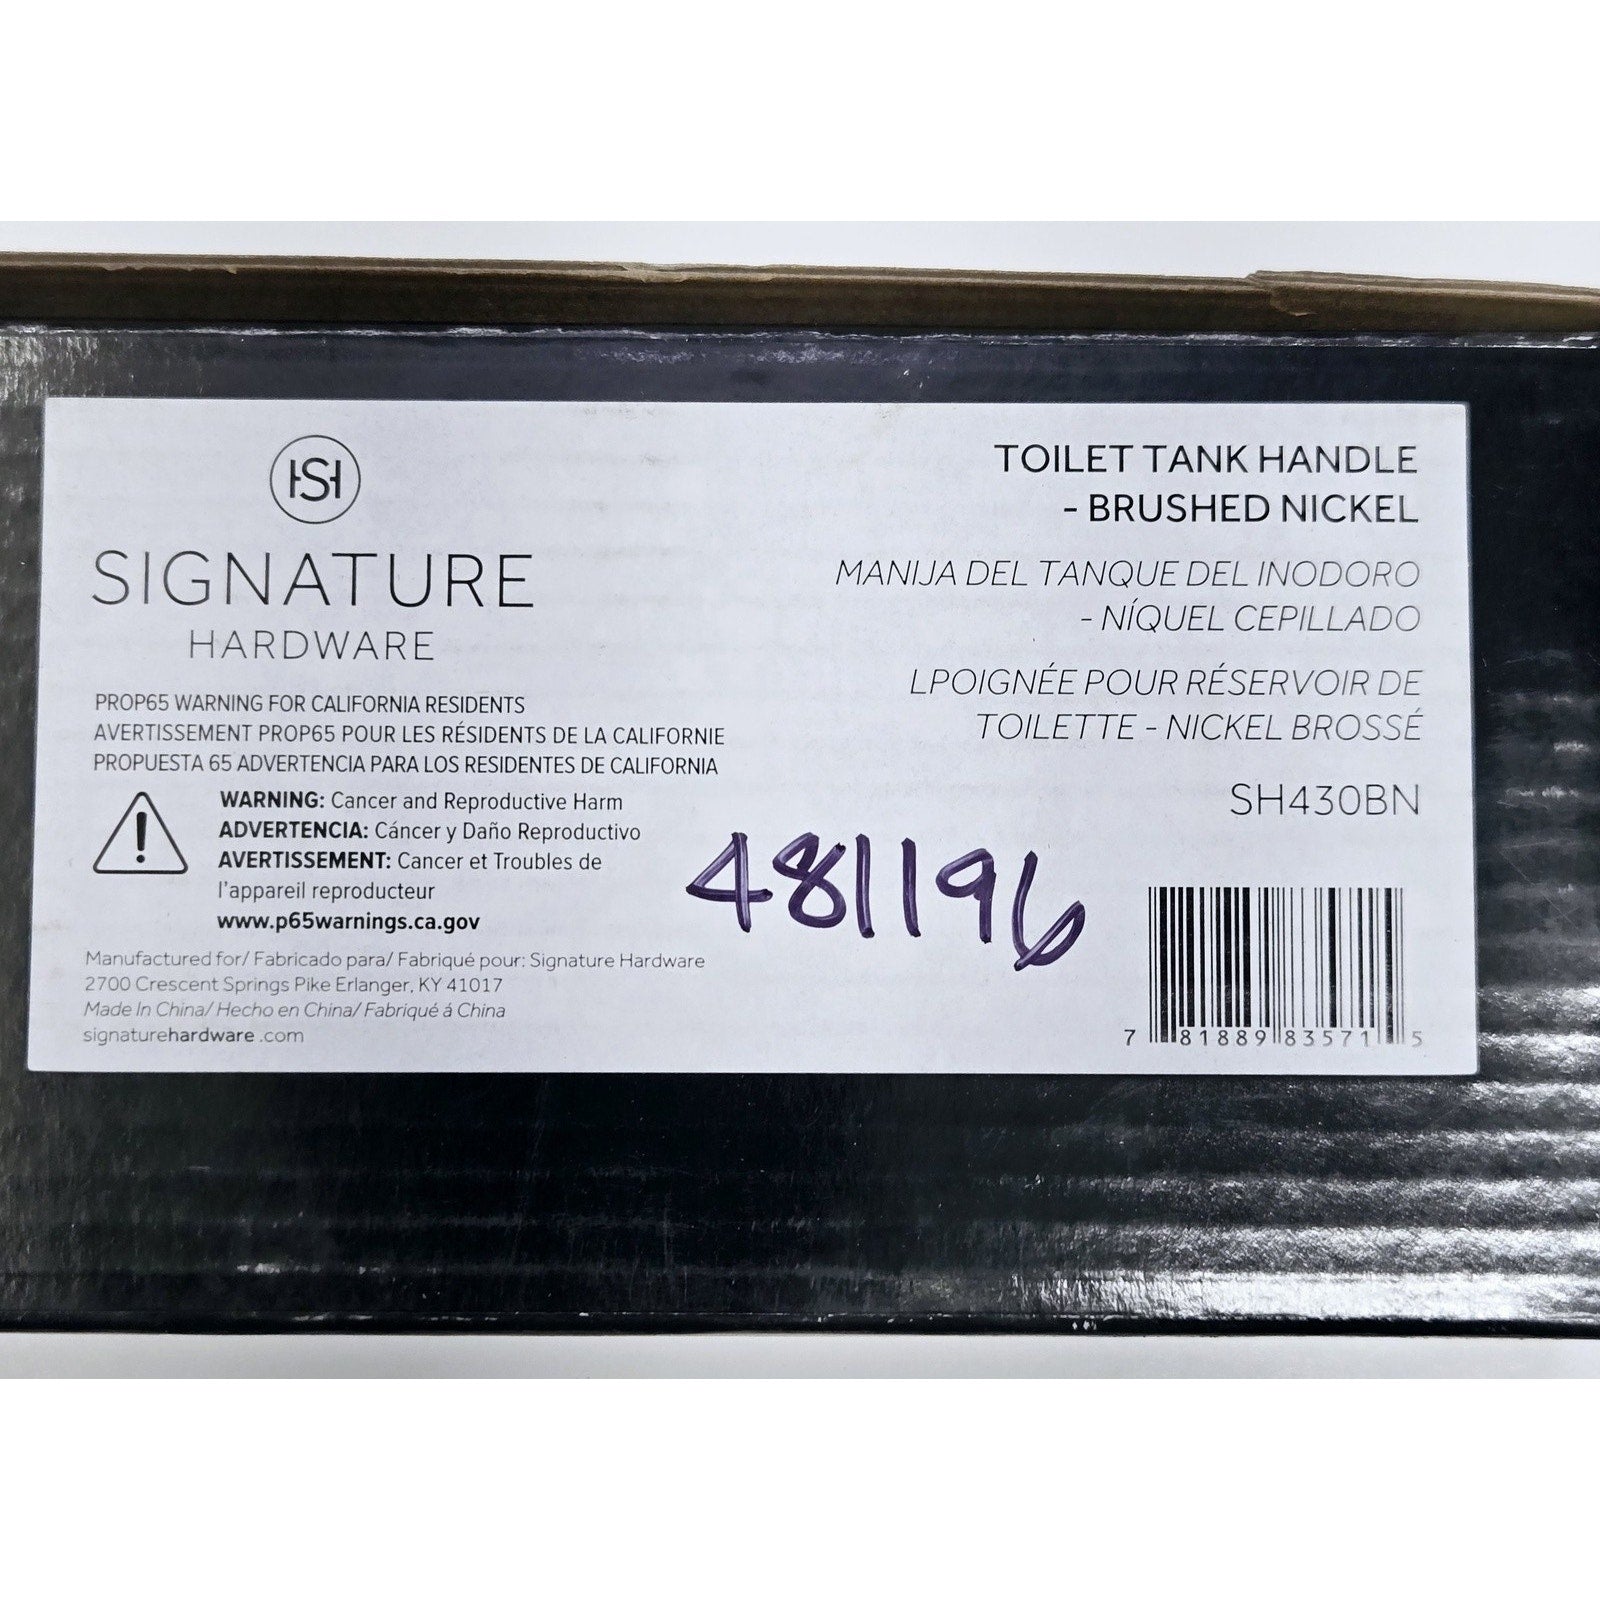 HSH
SIGNATURE
HARDWARE
PROP65 WARNING FOR CALIFORNIA RESIDENTS
AVERTISSEMENT PROP65 POUR LES RÉSIDENTS DE LA CALIFORNIE
PROPUESTA 65 ADVERTENCIA PARA LOS RESIDENTES DE CALIFORNIA
WARNING: Cancer and Reproductive Harm
ADVERTENCIA: Cáncer y Daño Reproductivo
AVERTISSEMENT: Cancer et Troubles de
l'appareil reproducteur
www.p65warnings.ca.gov
Manufactured for/ Fabricado para/ Fabriqué pour: Signature Hardware
2700 Crescent Springs Pike Erlanger, KY 41017
Made In China/ Hecho en China/ Fabriqué á China
signaturehardware.com
TOILET TANK HANDLE
- BRUSHED NICKEL
MANIJA DEL TANQUE DEL INODORO
- NÍQUEL CEPILLADO
LPOIGNÉE POUR RÉSERVOIR DE
TOILETTE - NICKEL BROSSÉ
SH430BN
481196
7 81889 83571 5